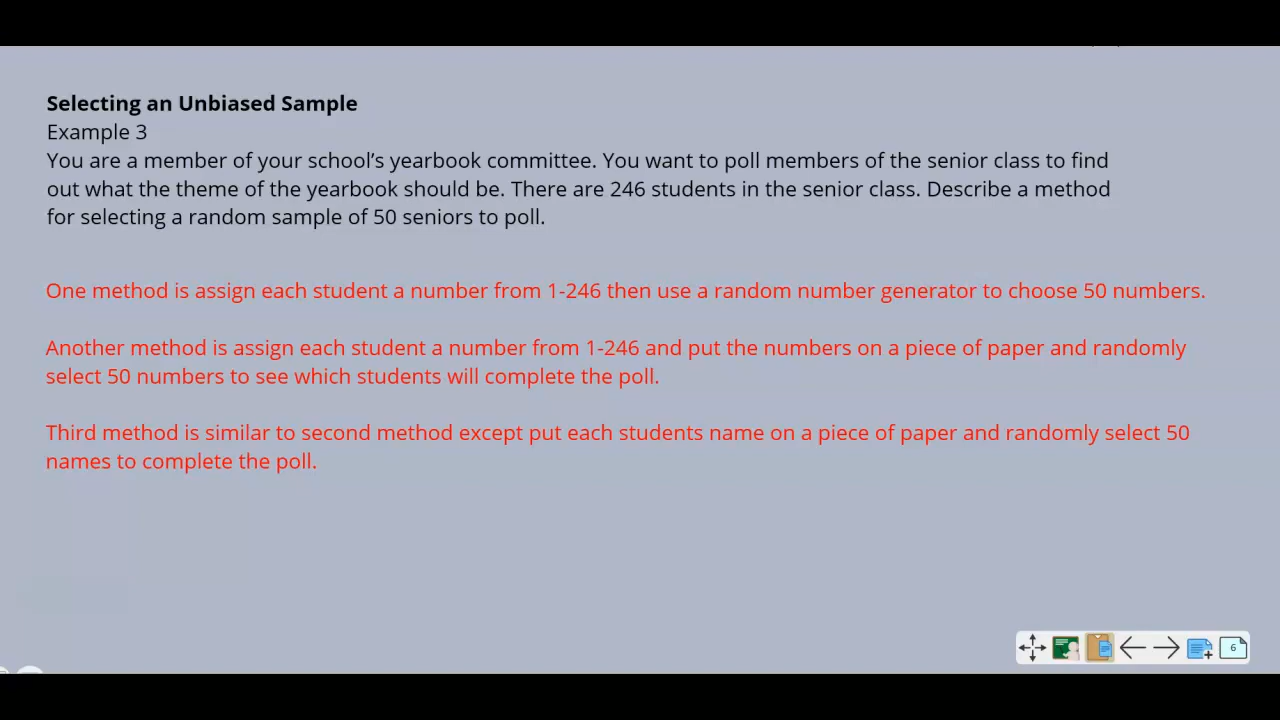 Selecting an Unbiased Sample
Example 3
You are a member of your school’s yearbook committee. You want to poll members of the senior class to find
out what the theme of the yearbook should be. There are 246 students in the senior class. Describe a method
for selecting a random sample of 50 seniors to poll.
One method is assign each student a number from 1-246 then use a random number generator to choose 50 numbers.
Another method is assign each student a number from 1-246 and put the numbers on a piece of paper and randomly
select 50 numbers to see which students will complete the poll.
Third method is similar to second method except put each students name on a piece of paper and randomly select 50
names to complete the poll.
6